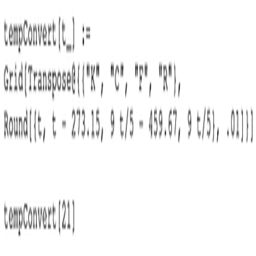 tempConvert[t_] :=
Grid[Transpose@{{"K", "C", "F", "R"},
Round[{t, t - 273.15, 9 t/5 - 459.67, 9 t/5}, .01]}]
tempConvert[21]